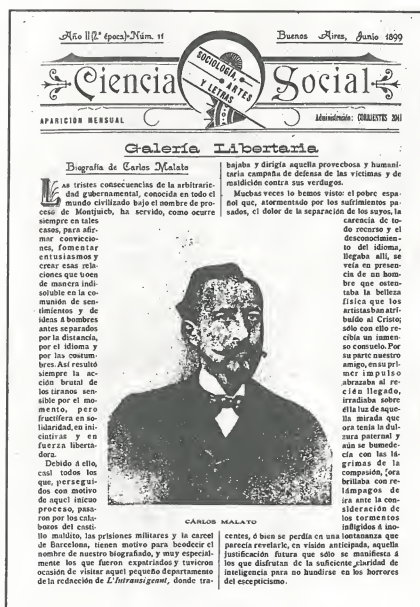 Año II (2ª época)-Núm. 11
Buenos Aires, Junio 1899
Ciencia Social
SOCIOLOGÍA,
ARTES
Y LETRAS
APARICIÓN MENSUAL
Administración: CORRIENTES 2041
Galería Libertaria
Biografía de Carlos Malato
LAS tristes consecuencias de la arbitrarie-
dad gubernamental, conocida en todo el
mundo civilizado bajo el nombre de pro-
ceso de Montjuich, ha servido, como ocurre
siempre en tales
casos, para afir-
mar conviccio-
nes, fomentar
entusiasmos y
crear esas rela-
ciones que unen
de manera indi-
soluble en la co-
munión de sen-
timientos y de
ideas á hombres
antes separados
por la distancia,
por el idioma y
por las costum-
bres. Así resultó
siempre la ac-
ción brutal de
los tiranos sen-
sible por el mo-
mento, pero
fructífera en so-
lidaridad, en ini-
ciativas y en
fuerza liberta-
dora.
Debido á ello,
casi todos los
que, persegui-
dos con motivo
de aquel inicuo
proceso, pasa-
ron por los cala-
bozos del casti-
llo maldito, las prisiones militares y la carcel
de Barcelona, tienen motivo para bendecir el
nombre de nuestro biografiado, y muy especial-
mente los que fueron expatriados y tuvieron
ocasión de visitar aquel pequeño departamento
de la redacción de L'Intransigeant, donde tra-
bajaba y dirigía aquella provechosa y humani-
taria campaña de defensa de las víctimas y de
maldición contra sus verdugos.
Muchas veces lo hemos visto: el pobre espa-
ñol que, atormentado por los sufrimientos pa-
sados, el dolor de la separación de los suyos, la
carencia de to-
do recurso y el
desconocimien-
to del idioma,
llegaba allí, se
veía en presen-
cia de un hom-
bre que osten-
taba la belleza
física que los
artistas han atri-
buído al Cristo;
sólo con ello re-
cibía un inmen-
so consuelo. Por
su parte nuestro
amigo, en su pri-
mer impulso
abrazaba al re-
cién llegado,
irradiaba sobre
él la luz de aque-
lla mirada que
ora tenía la dul-
zura paternal y
aún se humede-
cía con las lá-
grimas de la
compasión, ora
brillaba con re-
lámpagos de
ira ante la con-
sideración de
los tormentos
infligidos á ino-
centes, ó bien se perdía en una lontananza que
parecía revelarle, en visión anticipada, aquella
justificación futura que sólo se manifiesta á
los que disfrutan de la suficiente claridad de
inteligencia para no hundirse en los horrores
del escepticismo.
CÁRLOS MALATO